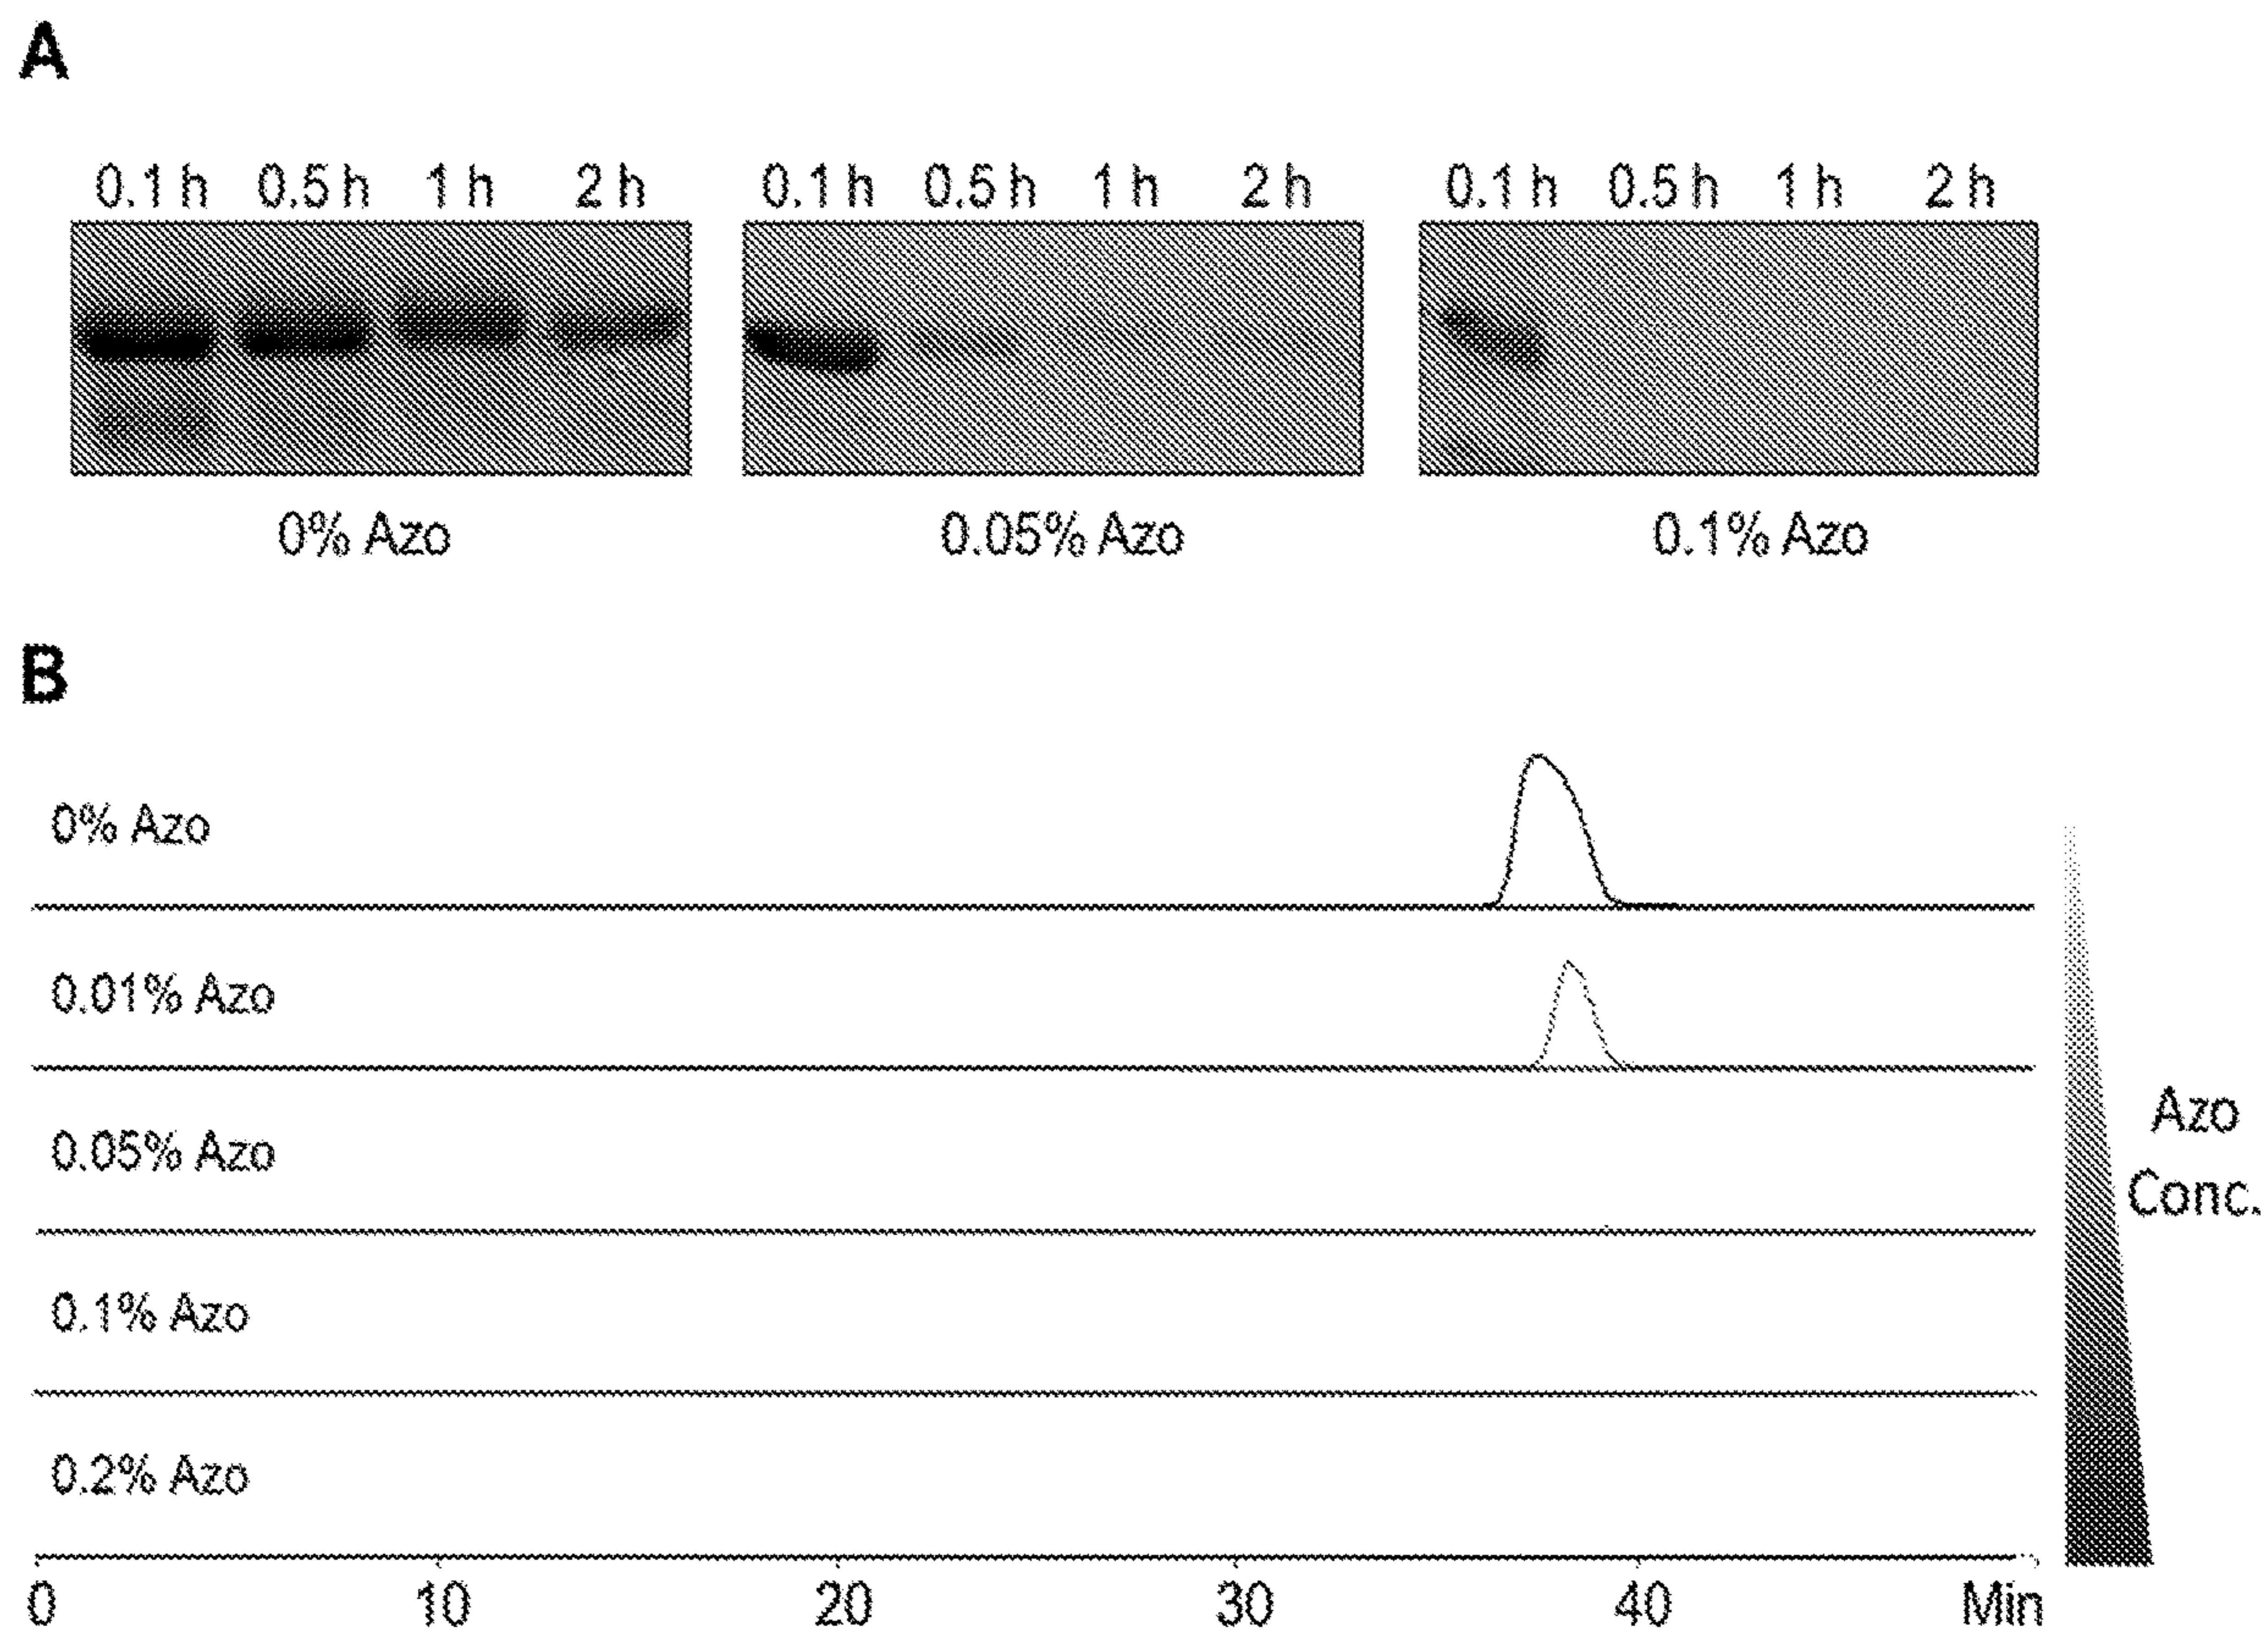 A
0.1 h 0.5 h 1 h 2 h 0.1 h 0.5 h 1 h 2 h 0.1 h 0.5 h 1 h 2 h
0% Azo 0.05% Azo 0.1% Azo
B
0% Azo
0.01% Azo
0.05% Azo
0.1% Azo
0.2% Azo
Azo
Conc.
0 10 20 30 40 Min